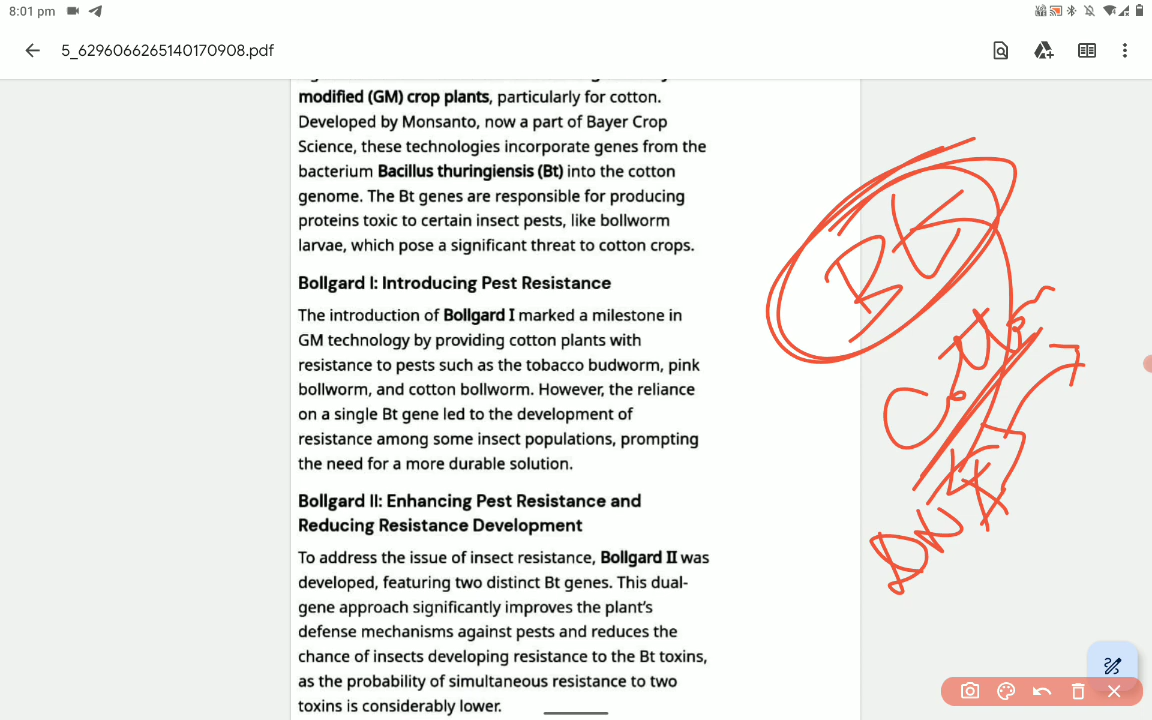 8:01 pm
5_6296066265140170908.pdf
modified (GM) crop plants, particularly for cotton.
Developed by Monsanto, now a part of Bayer Crop
Science, these technologies incorporate genes from the
bacterium Bacillus thuringiensis (Bt) into the cotton
genome. The Bt genes are responsible for producing
proteins toxic to certain insect pests, like bollworm
larvae, which pose a significant threat to cotton crops.
Bollgard I: Introducing Pest Resistance
The introduction of Bollgard I marked a milestone in
GM technology by providing cotton plants with
resistance to pests such as the tobacco budworm, pink
bollworm, and cotton bollworm. However, the reliance
on a single Bt gene led to the development of
resistance among some insect populations, prompting
the need for a more durable solution.
Bollgard II: Enhancing Pest Resistance and
Reducing Resistance Development
To address the issue of insect resistance, Bollgard II was
developed, featuring two distinct Bt genes. This dual-
gene approach significantly improves the plant's
defense mechanisms against pests and reduces the
chance of insects developing resistance to the Bt toxins,
as the probability of simultaneous resistance to two
toxins is considerably lower.
Bt
Cotton
DNA